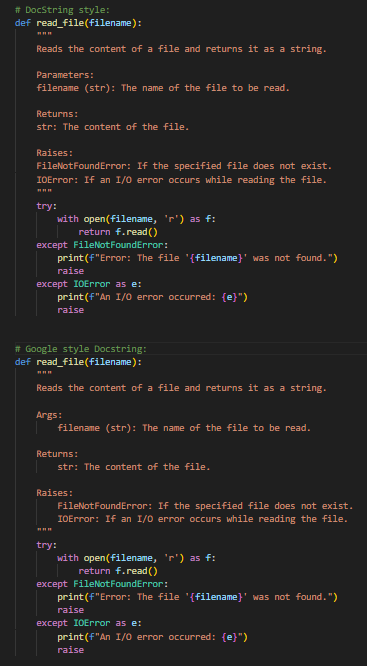 # DocString style:
def read_file(filename):
    """
    Reads the content of a file and returns it as a string.

    Parameters:
    filename (str): The name of the file to be read.

    Returns:
    str: The content of the file.

    Raises:
    FileNotFoundError: If the specified file does not exist.
    IOError: If an I/O error occurs while reading the file.
    """
    try:
        with open(filename, 'r') as f:
            return f.read()
    except FileNotFoundError:
        print(f"Error: The file '{filename}' was not found.")
        raise
    except IOError as e:
        print(f"An I/O error occurred: {e}")
        raise


# Google style Docstring:
def read_file(filename):
    """
    Reads the content of a file and returns it as a string.

    Args:
        filename (str): The name of the file to be read.

    Returns:
        str: The content of the file.

    Raises:
        FileNotFoundError: If the specified file does not exist.
        IOError: If an I/O error occurs while reading the file.
    """
    try:
        with open(filename, 'r') as f:
            return f.read()
    except FileNotFoundError:
        print(f"Error: The file '{filename}' was not found.")
        raise
    except IOError as e:
        print(f"An I/O error occurred: {e}")
        raise